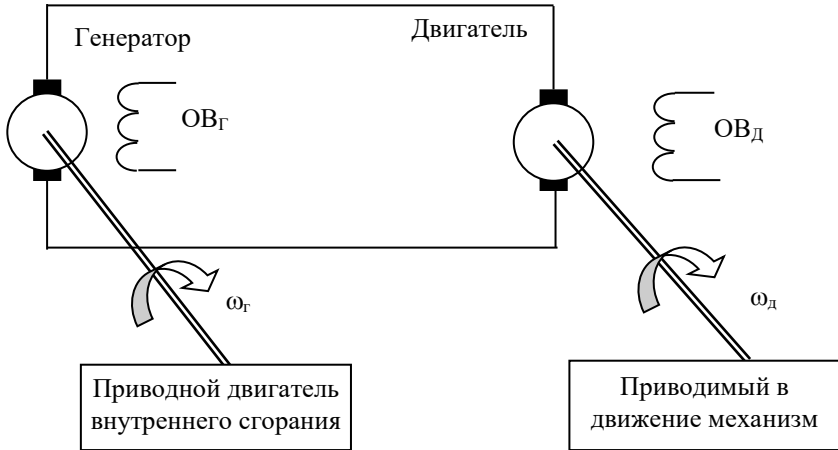 Генератор
Двигатель
ОВГ
ОВД
ωг
ωд
Приводной двигатель
внутреннего сгорания
Приводимый в
движение механизм